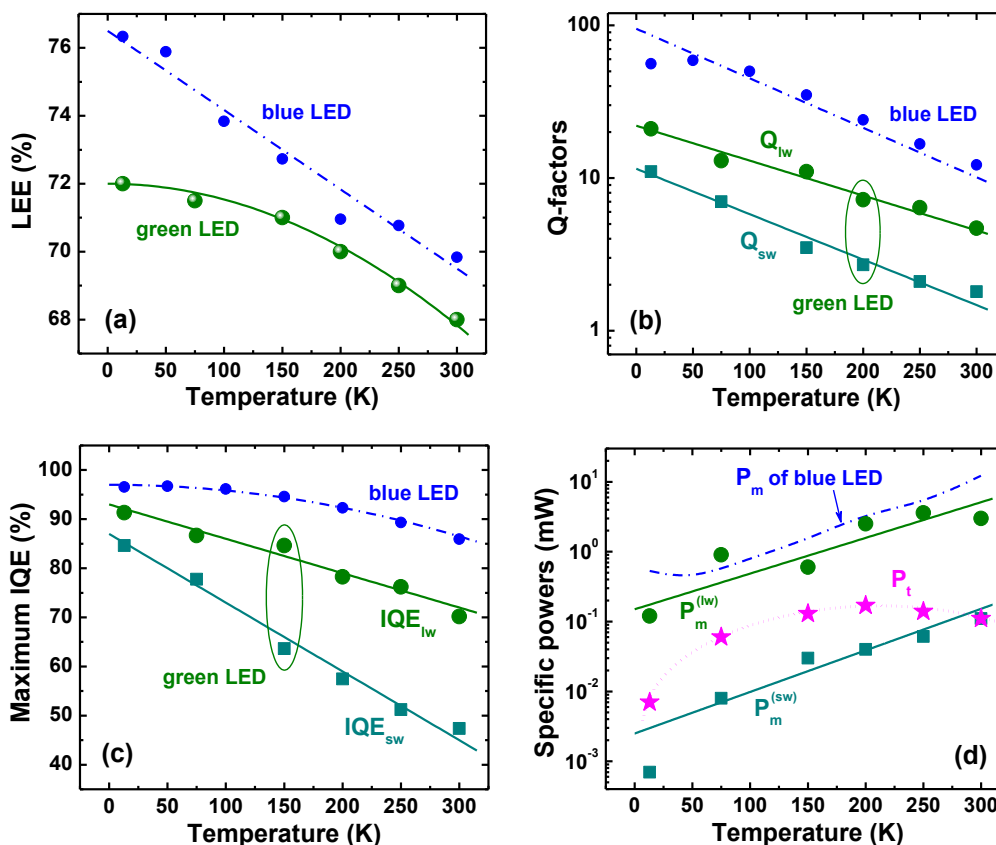 76
74
72
70
68
LEE (%)
blue LED
green LED
(a)
0 50 100 150 200 250 300
Temperature (K)
100
10
1
Q-factors
blue LED
Q_lw
Q_sw
green LED
(b)
0 50 100 150 200 250 300
Temperature (K)
100
90
80
70
60
50
40
Maximum IQE (%)
blue LED
IQE_lw
green LED
IQE_sw
(c)
0 50 100 150 200 250 300
Temperature (K)
10^1
10^0
10^-1
10^-2
10^-3
Specific powers (mW)
P_m of blue LED
P_m^(lw)
P_t
P_m^(sw)
(d)
0 50 100 150 200 250 300
Temperature (K)